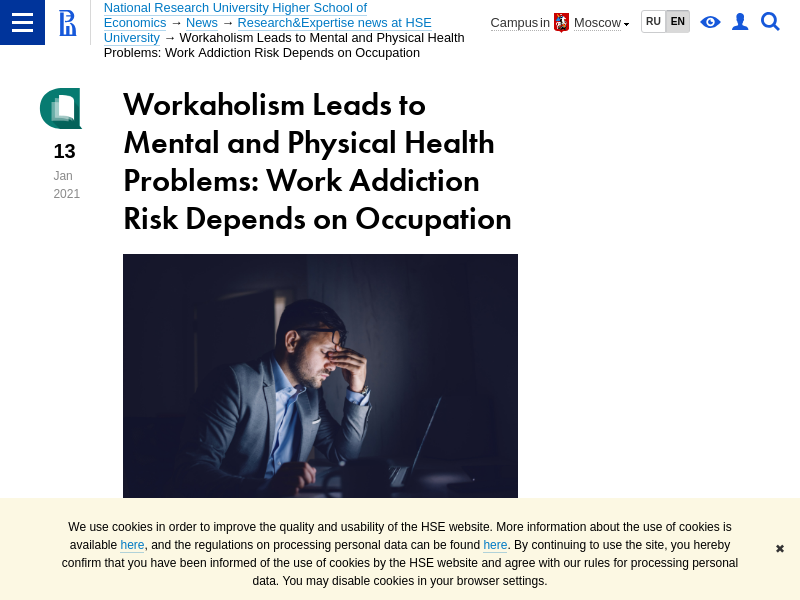 National Research University Higher School of
Economics → News → Research&Expertise news at HSE
University → Workaholism Leads to Mental and Physical Health
Problems: Work Addiction Risk Depends on Occupation
Campus in Moscow
RU EN
13
Jan
2021
Workaholism Leads to
Mental and Physical Health
Problems: Work Addiction
Risk Depends on Occupation
We use cookies in order to improve the quality and usability of the HSE website. More information about the use of cookies is
available here, and the regulations on processing personal data can be found here. By continuing to use the site, you hereby
confirm that you have been informed of the use of cookies by the HSE website and agree with our rules for processing personal
data. You may disable cookies in your browser settings.